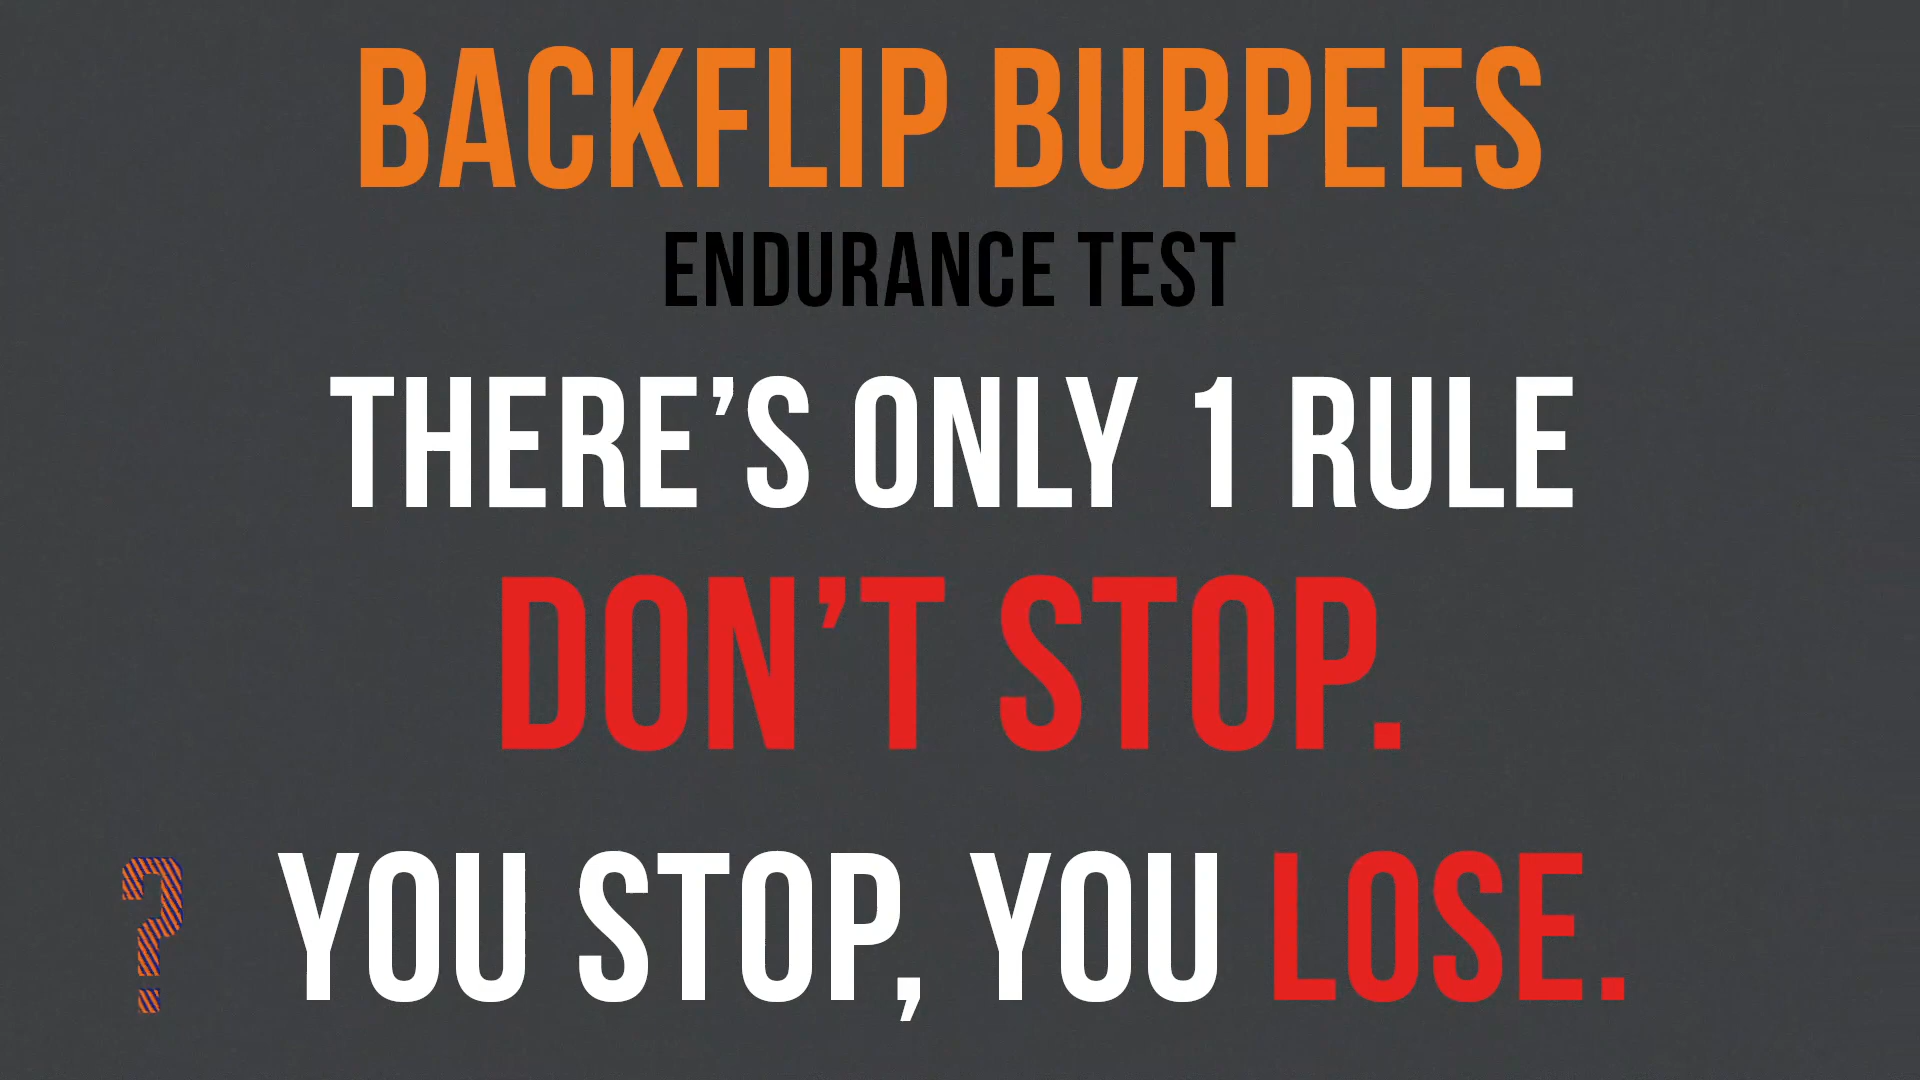 BACKFLIP BURPEES
ENDURANCE TEST
THERE'S ONLY 1 RULE
DON'T STOP.
? YOU STOP, YOU LOSE.